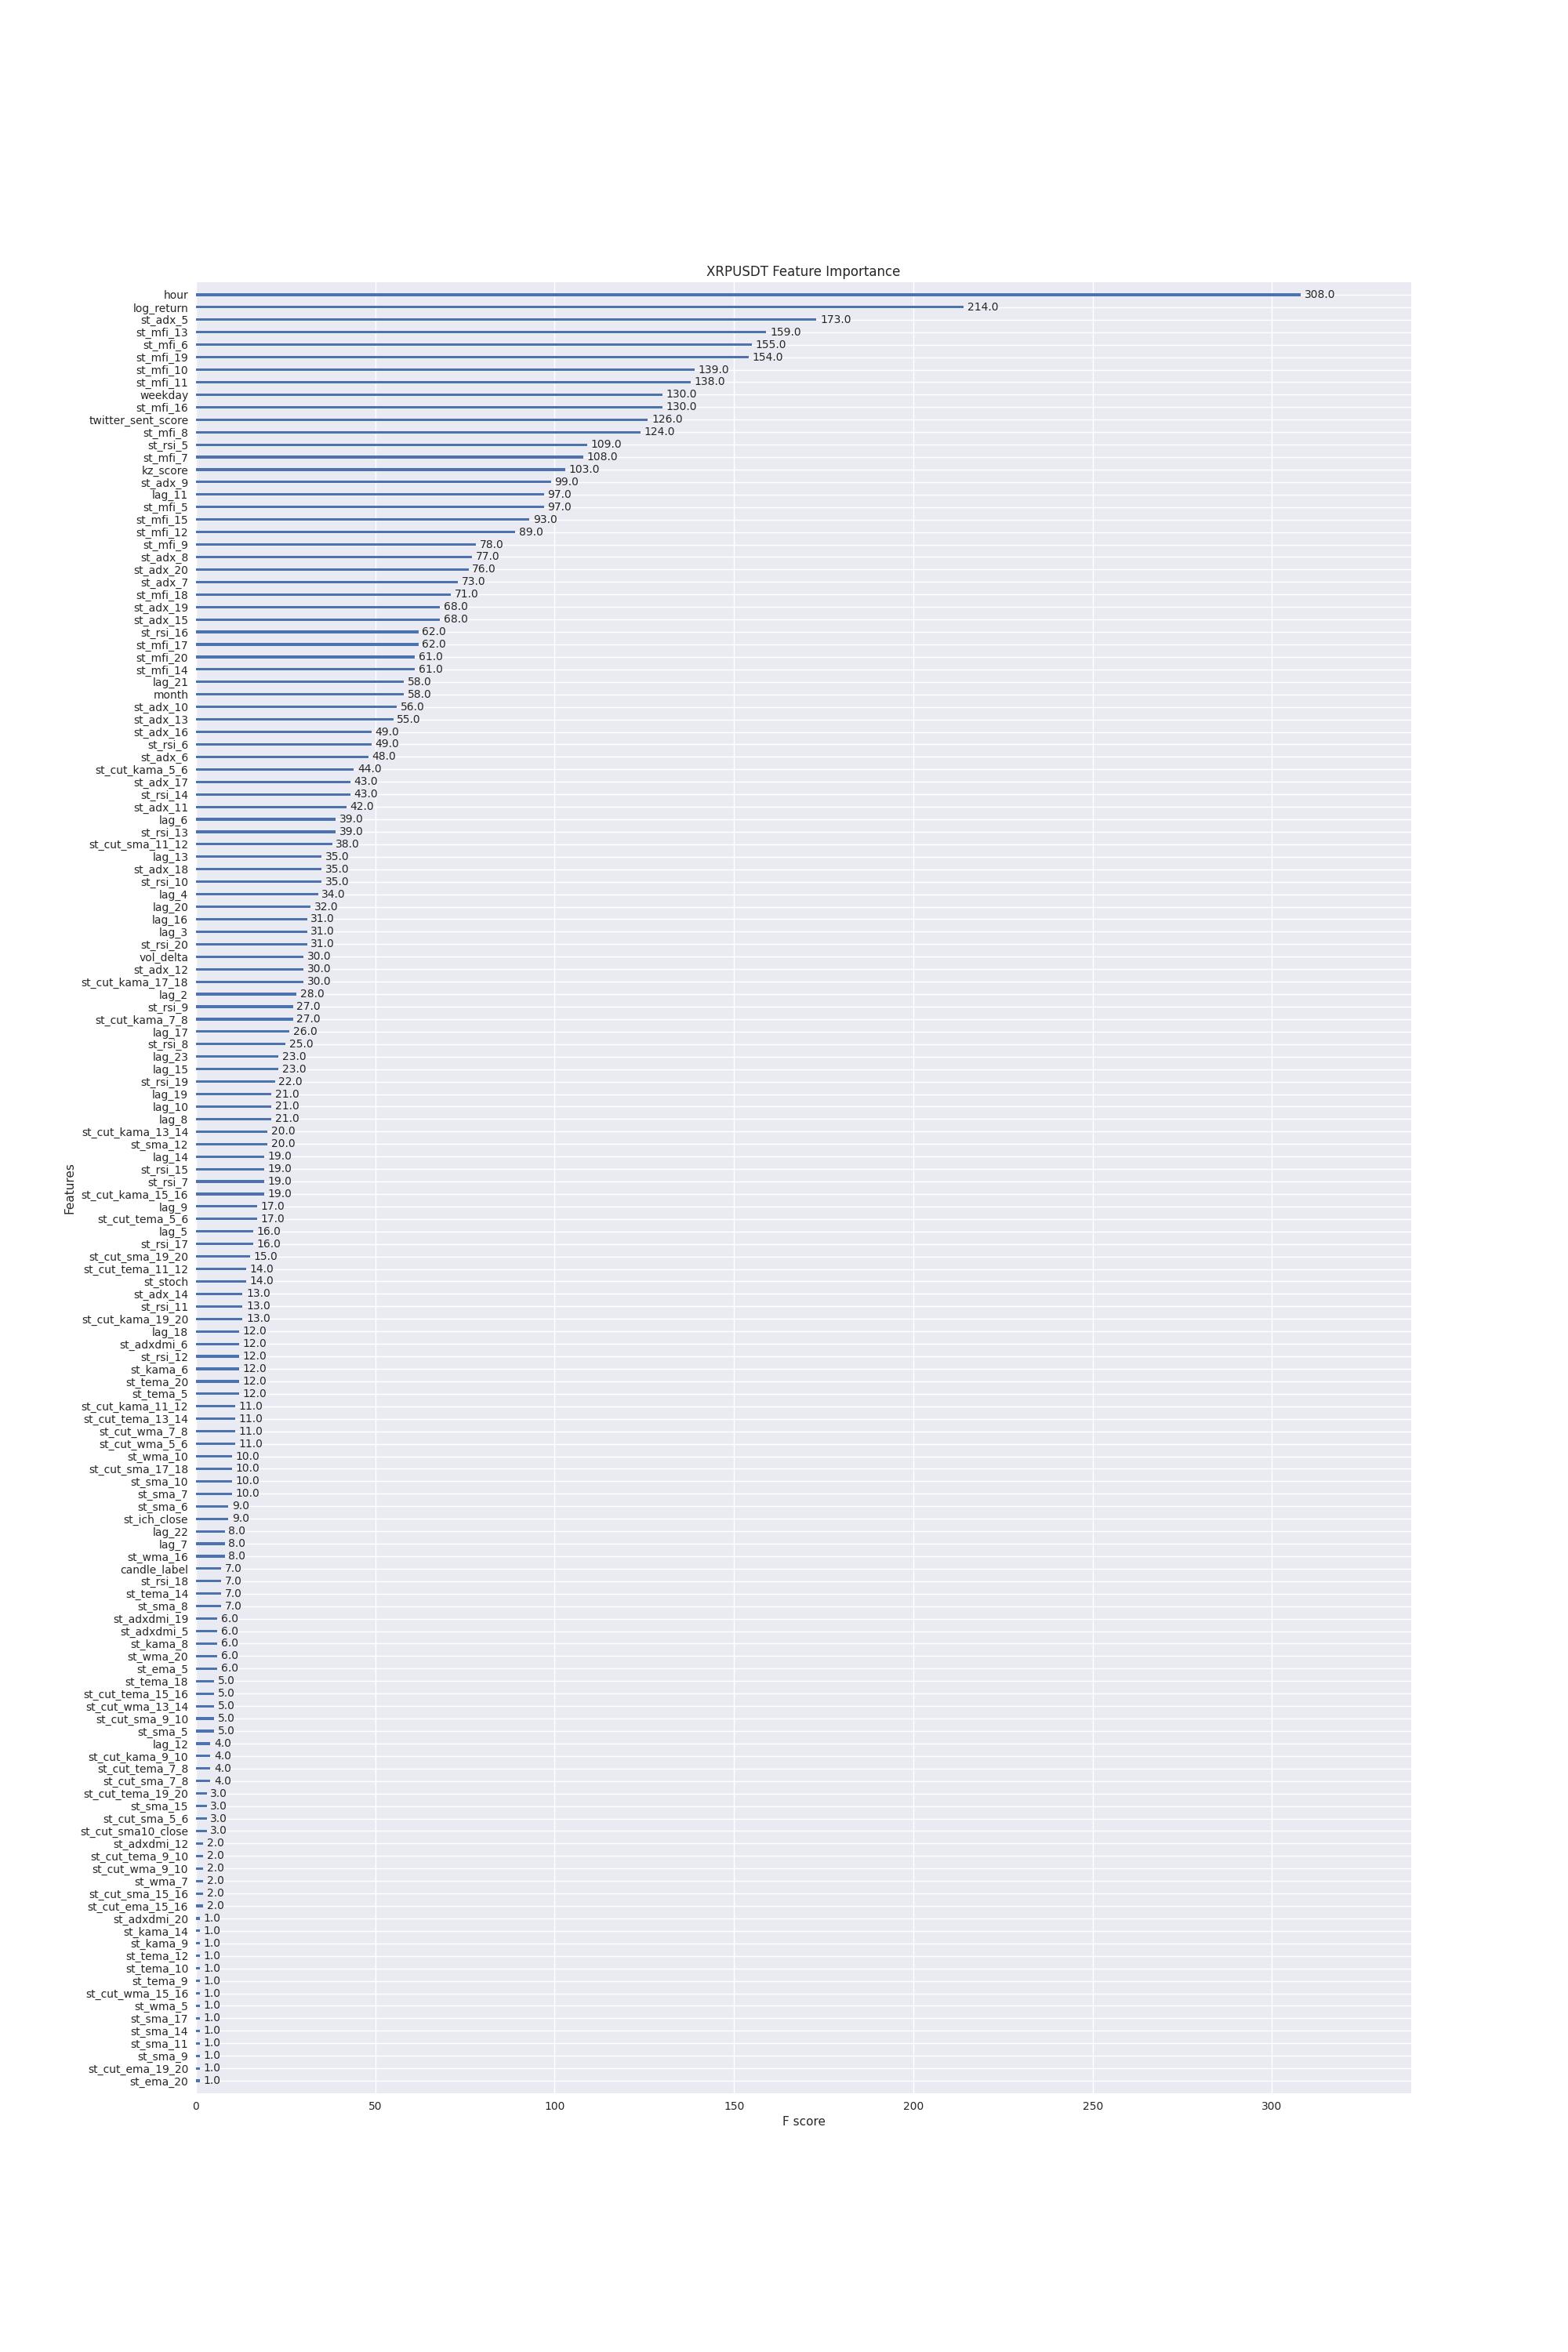 XRPUSDT Feature Importance
hour 308.0
log_return 214.0
st_adx_5 173.0
st_mfi_13 159.0
st_mfi_6 155.0
st_mfi_19 154.0
st_mfi_10 139.0
st_mfi_11 138.0
weekday 130.0
st_mfi_16 130.0
twitter_sent_score 126.0
st_mfi_8 124.0
st_rsi_5 109.0
st_mfi_7 108.0
kz_score 103.0
st_adx_9 99.0
lag_11 97.0
st_mfi_5 97.0
st_mfi_15 93.0
st_mfi_12 89.0
st_mfi_9 78.0
st_adx_8 77.0
st_adx_20 76.0
st_adx_7 73.0
st_mfi_18 71.0
st_adx_19 68.0
st_adx_15 68.0
st_rsi_16 62.0
st_mfi_17 62.0
st_mfi_20 61.0
st_mfi_14 61.0
lag_21 58.0
month 58.0
st_adx_10 56.0
st_adx_13 55.0
st_adx_16 49.0
st_rsi_6 49.0
st_adx_6 48.0
st_cut_kama_5_6 44.0
st_adx_17 43.0
st_rsi_14 43.0
st_adx_11 42.0
lag_6 39.0
st_rsi_13 39.0
st_cut_sma_11_12 38.0
lag_13 35.0
st_adx_18 35.0
st_rsi_10 35.0
lag_4 34.0
lag_20 32.0
lag_16 31.0
lag_3 31.0
st_rsi_20 31.0
vol_delta 30.0
st_adx_12 30.0
st_cut_kama_17_18 30.0
lag_2 28.0
st_rsi_9 27.0
st_cut_kama_7_8 27.0
lag_17 26.0
st_rsi_8 25.0
lag_23 23.0
lag_15 23.0
st_rsi_19 22.0
lag_19 21.0
lag_10 21.0
lag_8 21.0
st_cut_kama_13_14 20.0
st_sma_12 20.0
lag_14 19.0
st_rsi_15 19.0
st_rsi_7 19.0
st_cut_kama_15_16 19.0
lag_9 17.0
st_cut_tema_5_6 17.0
lag_5 16.0
st_rsi_17 16.0
st_cut_sma_19_20 15.0
st_cut_tema_11_12 14.0
st_stoch 14.0
st_adx_14 13.0
st_rsi_11 13.0
st_cut_kama_19_20 13.0
lag_18 12.0
st_adxdmi_6 12.0
st_rsi_12 12.0
st_kama_6 12.0
st_tema_20 12.0
st_tema_5 12.0
st_cut_kama_11_12 11.0
st_cut_tema_13_14 11.0
st_cut_wma_7_8 11.0
st_cut_wma_5_6 11.0
st_wma_10 10.0
st_cut_sma_17_18 10.0
st_sma_10 10.0
st_sma_7 10.0
st_sma_6 9.0
st_ich_close 9.0
lag_22 8.0
lag_7 8.0
st_wma_16 8.0
candle_label 7.0
st_rsi_18 7.0
st_tema_14 7.0
st_sma_8 7.0
st_adxdmi_19 6.0
st_adxdmi_5 6.0
st_kama_8 6.0
st_wma_20 6.0
st_ema_5 6.0
st_tema_18 5.0
st_cut_tema_15_16 5.0
st_cut_wma_13_14 5.0
st_cut_sma_9_10 5.0
st_sma_5 5.0
lag_12 4.0
st_cut_kama_9_10 4.0
st_cut_tema_7_8 4.0
st_cut_sma_7_8 4.0
st_cut_tema_19_20 3.0
st_sma_15 3.0
st_cut_sma_5_6 3.0
st_cut_sma10_close 3.0
st_adxdmi_12 2.0
st_cut_tema_9_10 2.0
st_cut_wma_9_10 2.0
st_wma_7 2.0
st_cut_sma_15_16 2.0
st_cut_ema_15_16 2.0
st_adxdmi_20 1.0
st_kama_14 1.0
st_kama_9 1.0
st_tema_12 1.0
st_tema_10 1.0
st_tema_9 1.0
st_cut_wma_15_16 1.0
st_wma_5 1.0
st_sma_17 1.0
st_sma_14 1.0
st_sma_11 1.0
st_sma_9 1.0
st_cut_ema_19_20 1.0
st_ema_20 1.0
Features
0 50 100 150 200 250 300
F score